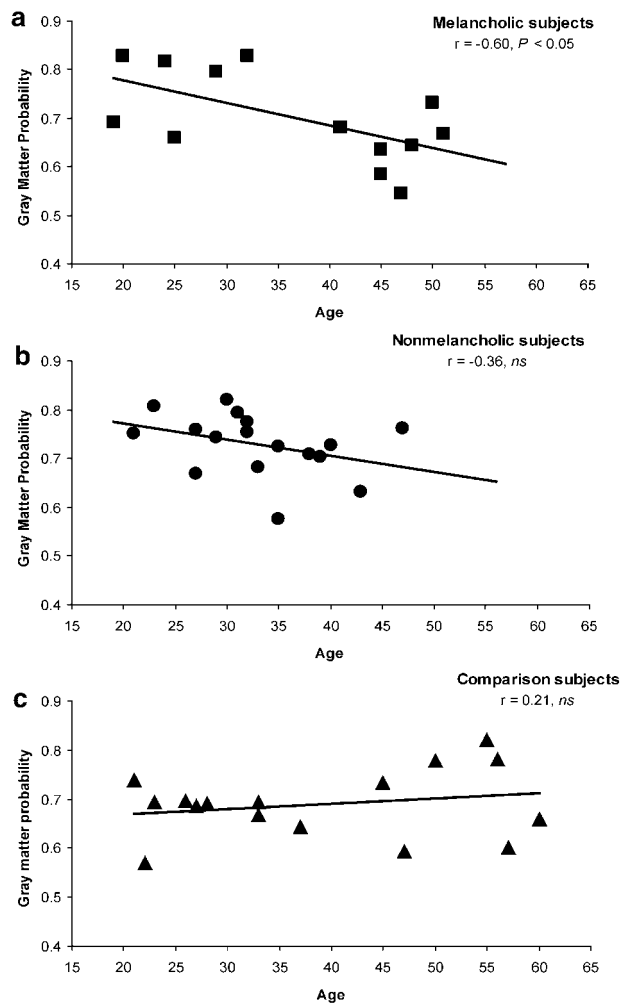 a
Melancholic subjects
r = -0.60, P < 0.05
Gray Matter Probability
0.9
0.8
0.7
0.6
0.5
0.4
15 20 25 30 35 40 45 50 55 60 65
Age
b
Nonmelancholic subjects
r = -0.36, ns
Gray Matter Probability
0.9
0.8
0.7
0.6
0.5
0.4
15 20 25 30 35 40 45 50 55 60 65
Age
c
Comparison subjects
r = 0.21, ns
Gray matter probability
0.9
0.8
0.7
0.6
0.5
0.4
15 20 25 30 35 40 45 50 55 60 65
Age